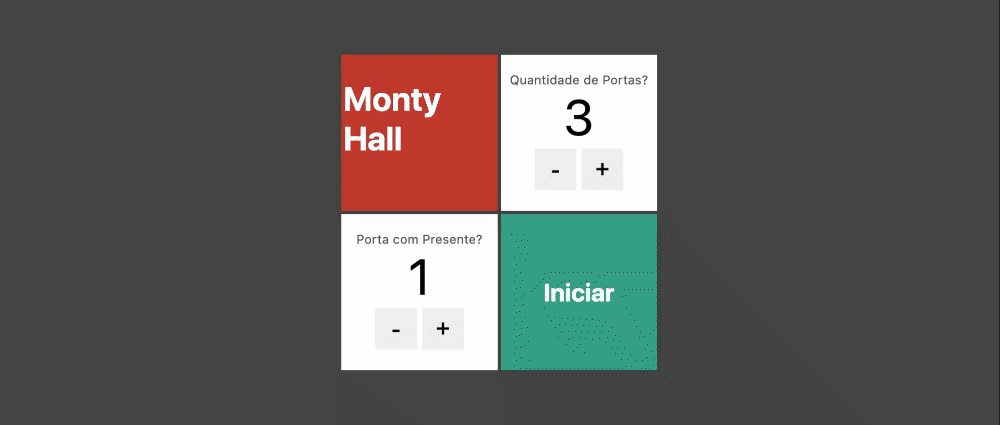 Monty
Hall
Quantidade de Portas?
3
- +
Porta com Presente?
1
- +
Iniciar